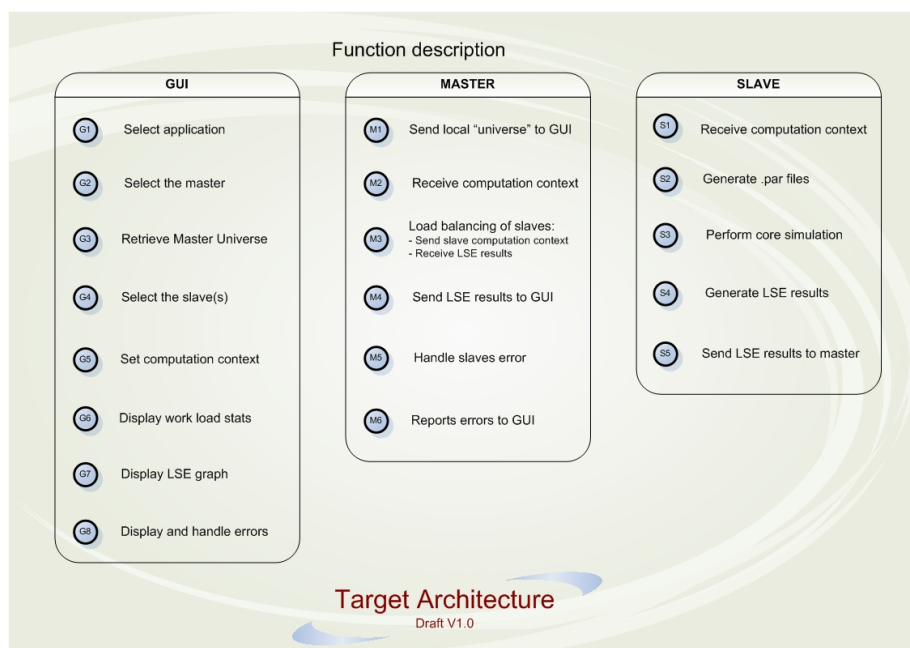 Function description
GUI
G1 Select application
G2 Select the master
G3 Retrieve Master Universe
G4 Select the slave(s)
G5 Set computation context
G6 Display work load stats
G7 Display LSE graph
G8 Display and handle errors
MASTER
M1 Send local “universe” to GUI
M2 Receive computation context
M3 Load balancing of slaves:
- Send slave computation context
- Receive LSE results
M4 Send LSE results to GUI
M5 Handle slaves error
M6 Reports errors to GUI
SLAVE
S1 Receive computation context
S2 Generate .par files
S3 Perform core simulation
S4 Generate LSE results
S5 Send LSE results to master
Target Architecture
Draft V1.0